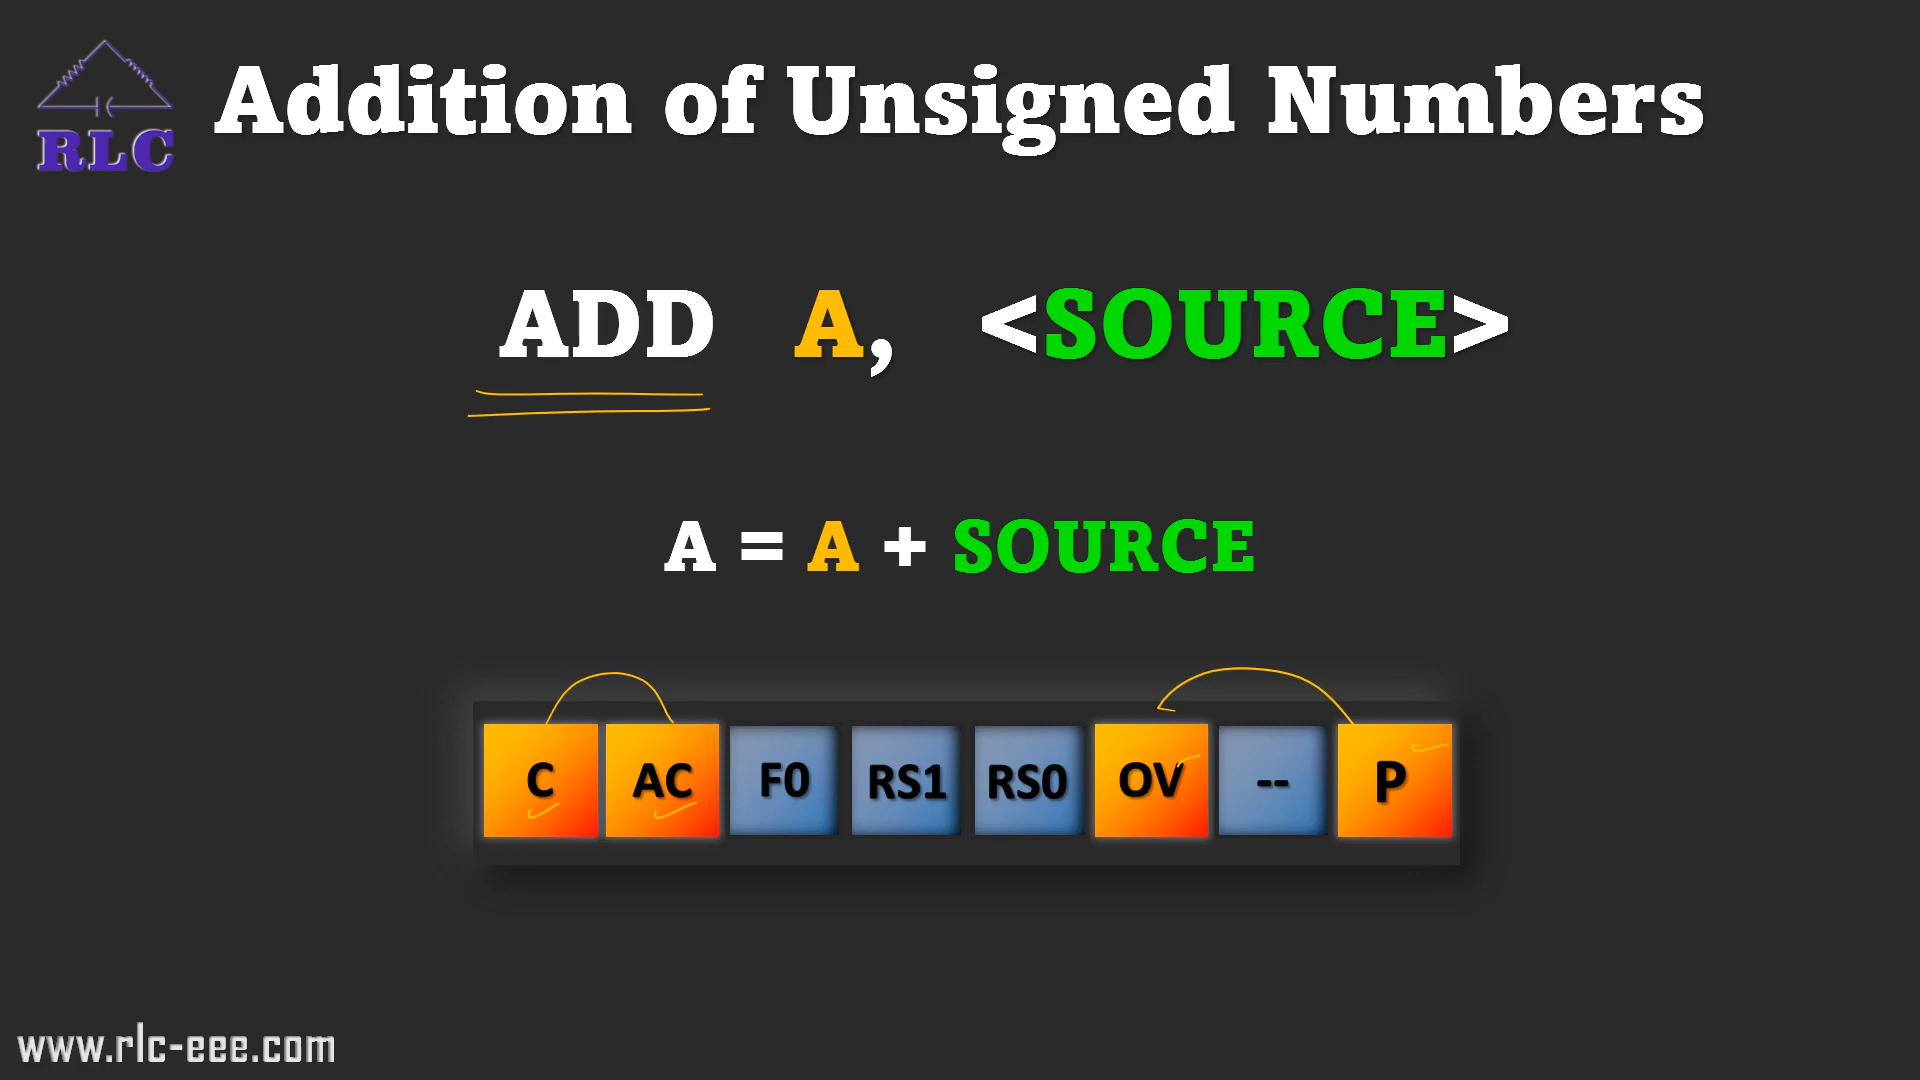 RLC
Addition of Unsigned Numbers
ADD A, <SOURCE>
A = A + SOURCE
C AC F0 RS1 RS0 OV -- P
www.rlc-eee.com